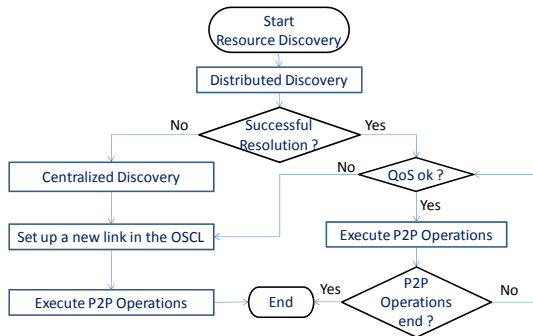 Start
Resource Discovery
Distributed Discovery
No
Successful
Resolution ?
Yes
Centralized Discovery
No
QoS ok ?
Yes
Set up a new link in the OSCL
Execute P2P Operations
Execute P2P Operations
End
Yes
P2P
Operations
end ?
No